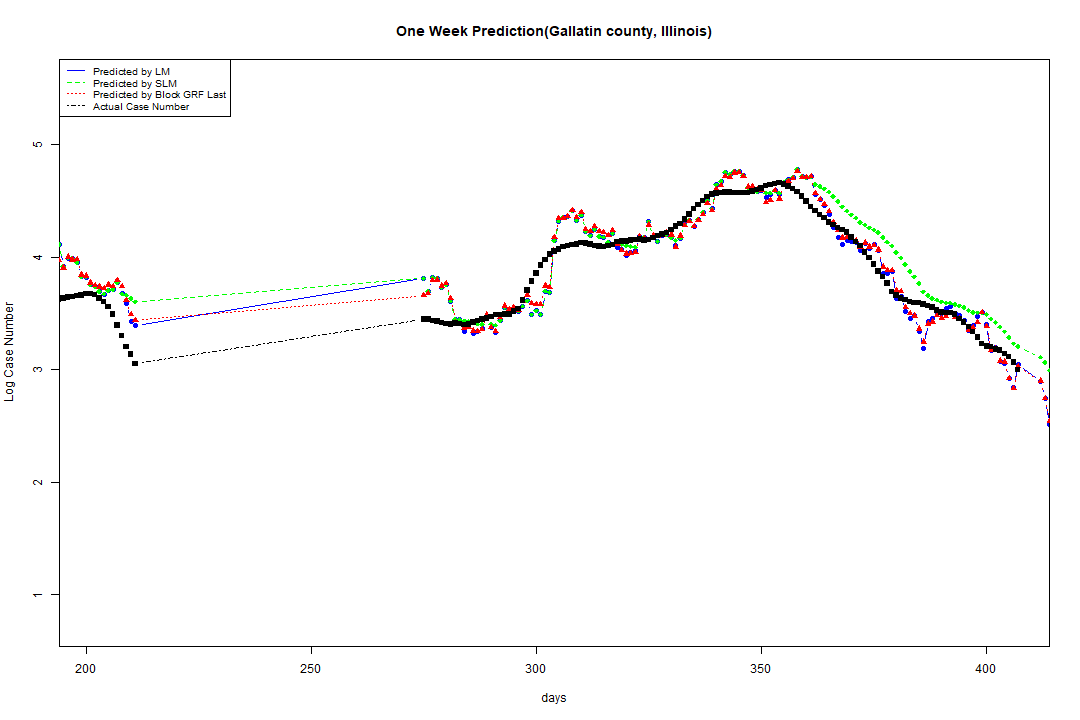 One Week Prediction(Gallatin county, Illinois)
Predicted by LM
Predicted by SLM
Predicted by Block GRF Last
Actual Case Number
Log Case Number
5
4
3
2
1
200 250 300 350 400
days